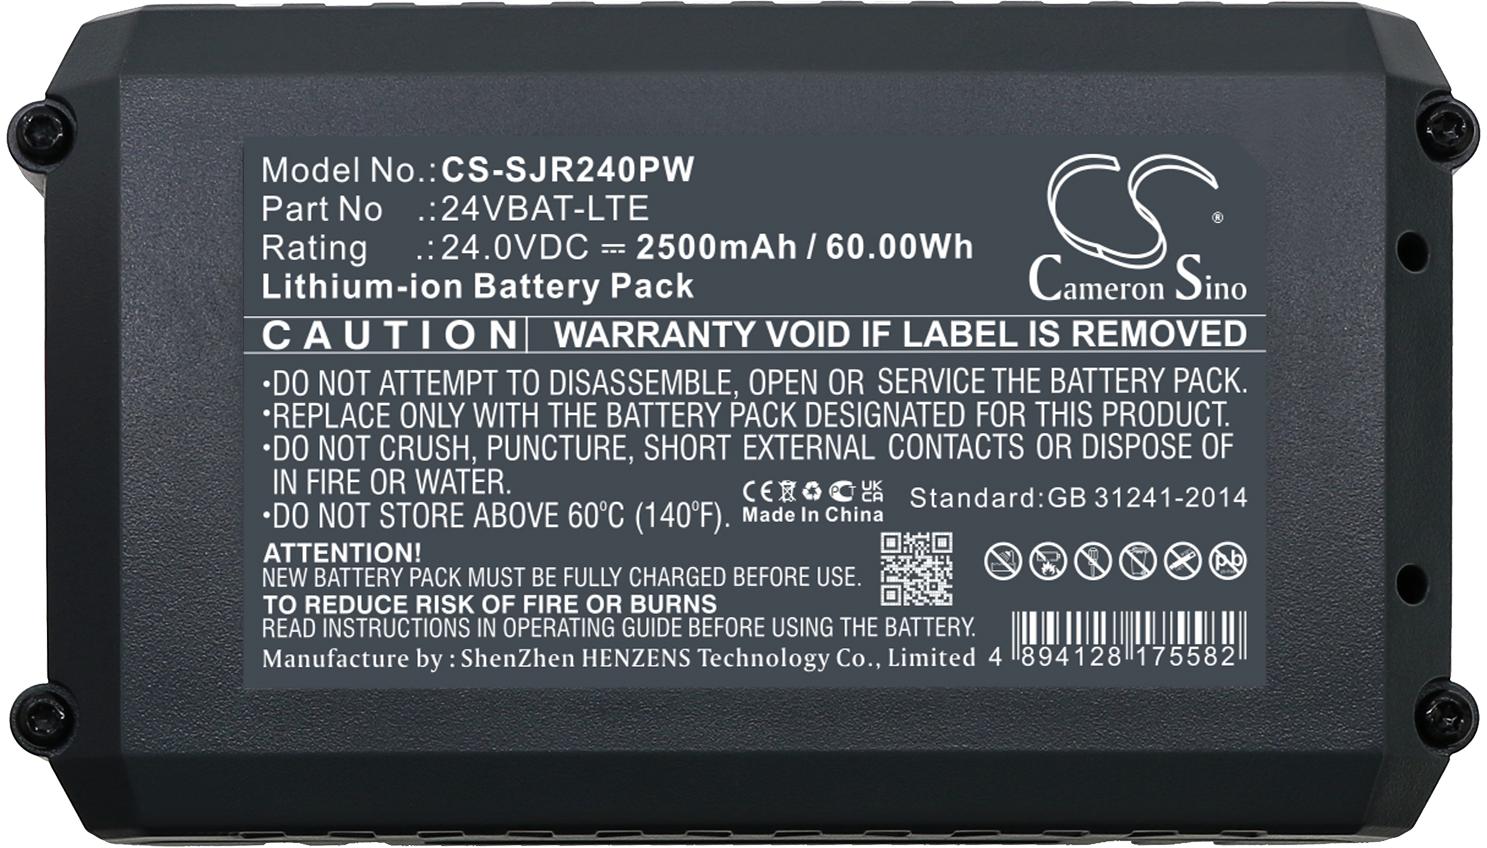 Model No.:CS-SJR240PW
Part No .:24VBAT-LTE
Rating .:24.0VDC ⎓ 2500mAh / 60.00Wh
Lithium-ion Battery Pack
CS
®
Cameron Sino
CAUTION WARRANTY VOID IF LABEL IS REMOVED
•DO NOT ATTEMPT TO DISASSEMBLE, OPEN OR SERVICE THE BATTERY PACK.
•REPLACE ONLY WITH THE BATTERY PACK DESIGNATED FOR THIS PRODUCT.
•DO NOT CRUSH, PUNCTURE, SHORT EXTERNAL CONTACTS OR DISPOSE OF
IN FIRE OR WATER.
•DO NOT STORE ABOVE 60°C (140°F).
CE PCT UKCA
Made In China
Standard:GB 31241-2014
ATTENTION!
NEW BATTERY PACK MUST BE FULLY CHARGED BEFORE USE.
TO REDUCE RISK OF FIRE OR BURNS
READ INSTRUCTIONS IN OPERATING GUIDE BEFORE USING THE BATTERY.
Manufacture by : ShenZhen HENZENS Technology Co., Limited
pb
4 894128 175582